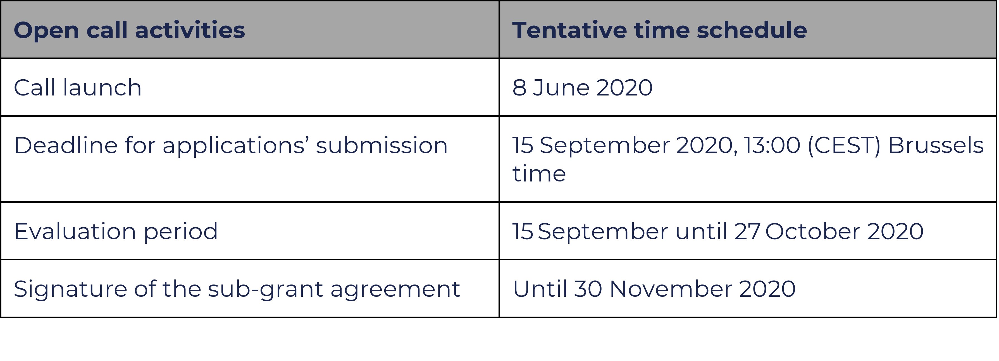 Open call activities
Tentative time schedule
Call launch
8 June 2020
Deadline for applications’ submission
15 September 2020, 13:00 (CEST) Brussels
time
Evaluation period
15 September until 27 October 2020
Signature of the sub-grant agreement
Until 30 November 2020